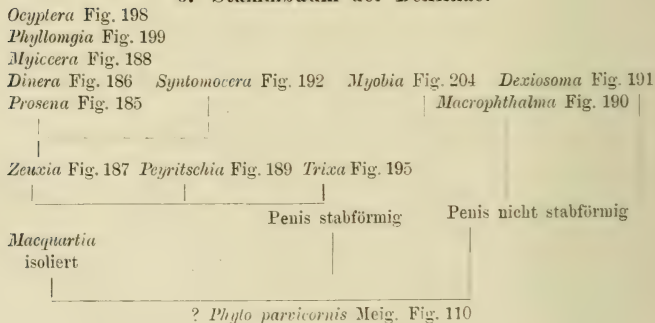 Ocyptera Fig. 198
Phyllomgia Fig. 199
Myiccera Fig. 188
Dinera Fig. 186 Syntomocera Fig. 192 Myobia Fig. 204 Dexiosoma Fig. 191
Prosena Fig. 185 Macrophthalma Fig. 190
Zeuxia Fig. 187 Peyritschia Fig. 189 Trixa Fig. 195
Penis stabförmig Penis nicht stabförmig
Macquartia
isoliert
? Phyto parvicornis Meig. Fig. 110